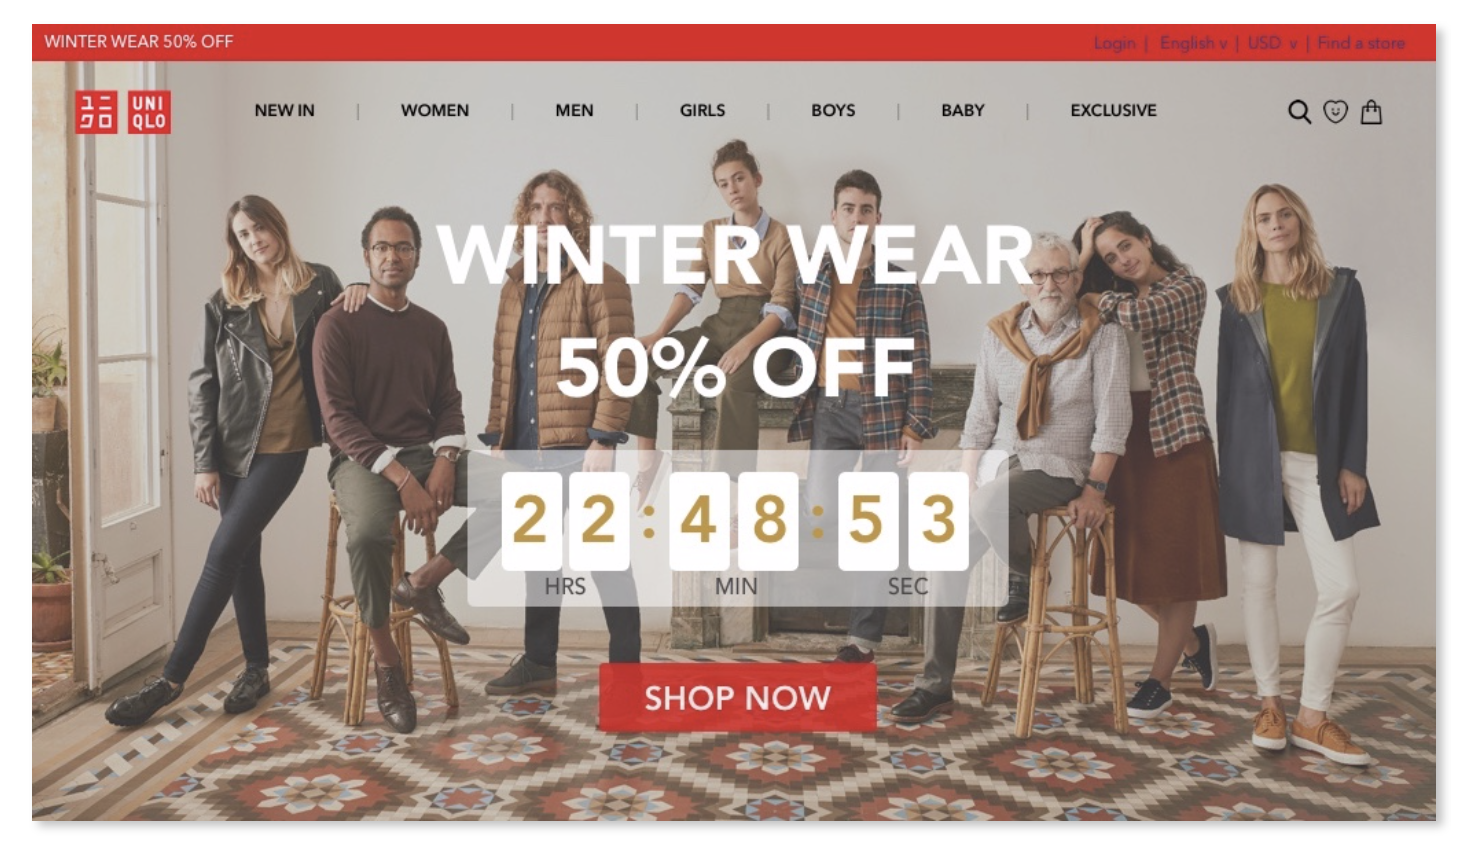 WINTER WEAR 50% OFF
Login | English v | USD v | Find a store
ユニ
クロ
UNI
QLO
NEW IN | WOMEN | MEN | GIRLS | BOYS | BABY | EXCLUSIVE
WINTER WEAR
50% OFF
22:48:53
HRS MIN SEC
SHOP NOW